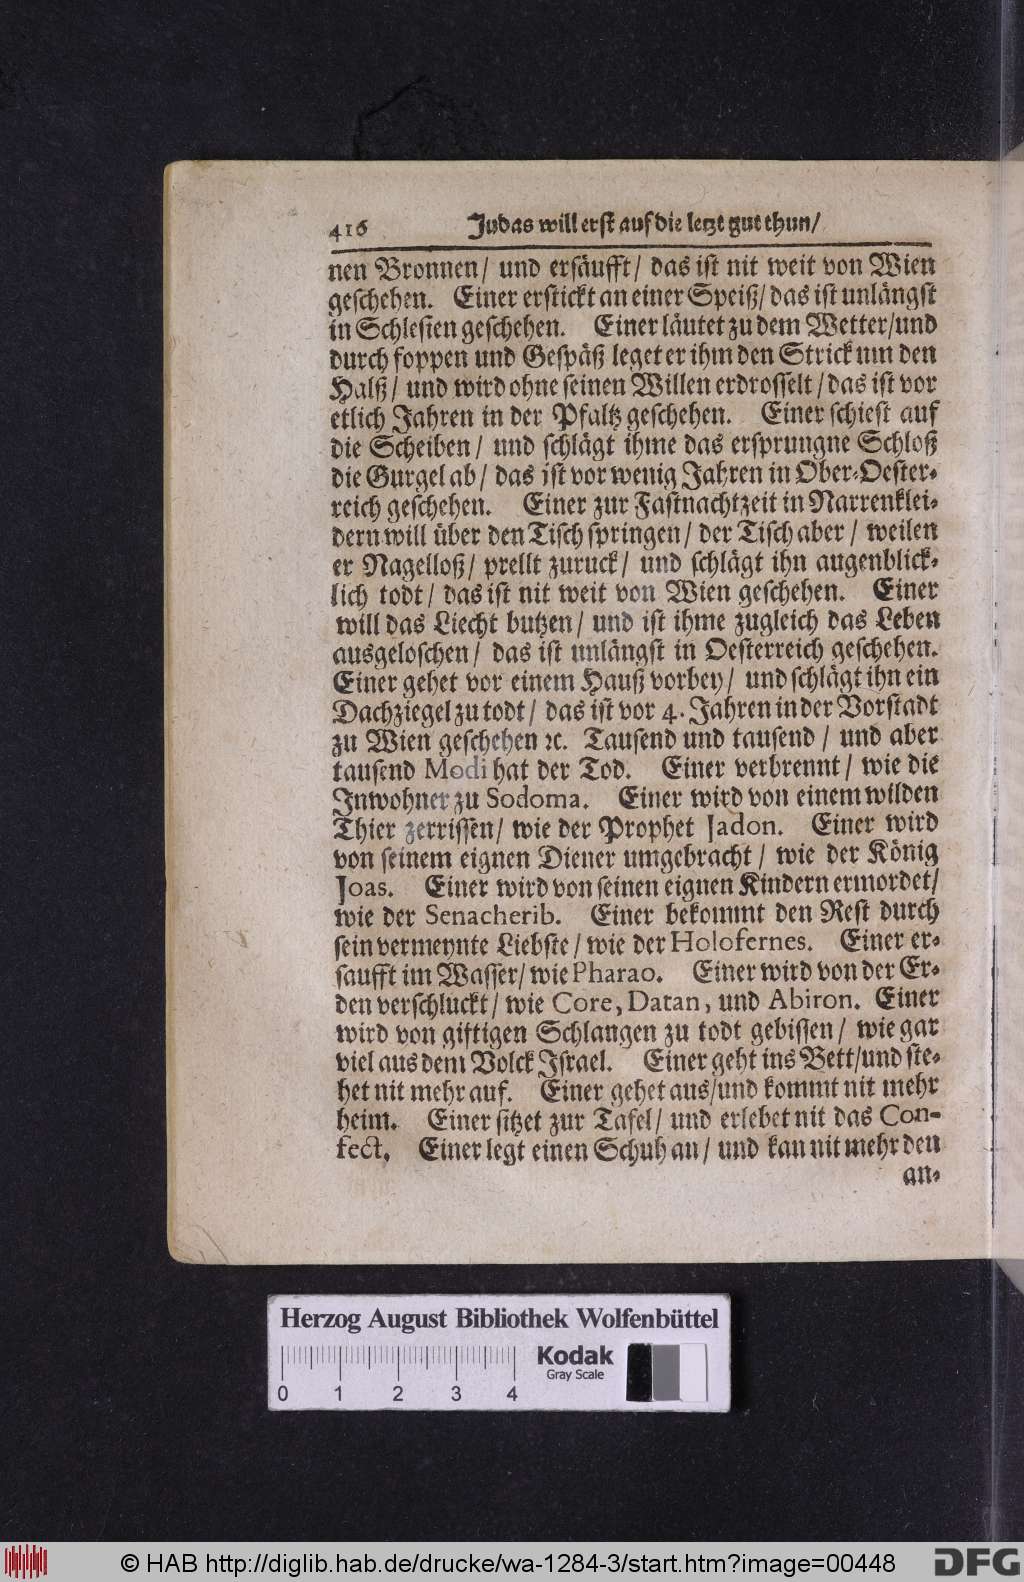 416 Judas will erst auf die letzt gut thun/
nen Bronnen/ und ersäufft/ das ist nit weit von Wien
geschehen. Einer erstickt an einer Speiß/ das ist unlängst
in Schlesien geschehen. Einer läutet zu dem Wetter/und
durch foppen und Gespäß leget er ihm den Strick um den
Halß/ und wird ohne seinen Willen erdrosselt/das ist vor
etlich Jahren in der Pfaltz geschehen. Einer schiest auf
die Scheiben/ und schlägt ihme das ersprungne Schloß
die Gurgel ab/ das ist vor wenig Jahren in Ober-Oester-
reich geschehen. Einer zur Fastnachtzeit in Narrenklei-
dern will über den Tisch springen/ der Tisch aber/ weilen
er Nagelloß/ prellt zuruck/ und schlägt ihn augenblick-
lich todt/ das ist nit weit von Wien geschehen. Einer
will das Liecht butzen/ und ist ihme zugleich das Leben
ausgeloschen/ das ist unlängst in Oesterreich geschehen.
Einer gehet vor einem Hauß vorbey/ und schlägt ihn ein
Dachziegel zu todt/ das ist vor 4. Jahren in der Vorstadt
zu Wien geschehen ꝛc. Tausend und tausend/ und aber
tausend Modi hat der Tod. Einer verbrennt/ wie die
Inwohner zu Sodoma. Einer wird von einem wilden
Thier zerrissen/ wie der Prophet Jadon. Einer wird
von seinem eignen Diener umgebracht/ wie der König
Joas. Einer wird von seinen eignen Kindern ermordet/
wie der Senacherib. Einer bekommt den Rest durch
sein vermeynte Liebste/ wie der Holofernes. Einer er-
saufft im Wasser/ wie Pharao. Einer wird von der Er-
den verschluckt/ wie Core, Datan, und Abiron. Einer
wird von gifftigen Schlangen zu todt gebissen/ wie gar
viel aus dem Volck Israel. Einer geht ins Bett/und ste-
het nit mehr auf. Einer gehet aus/und kommt nit mehr
heim. Einer sitzet zur Tafel/ und erlebet nit das Con-
fect. Einer legt einen Schuh an/ und kan nit mehr den
an-
Herzog August Bibliothek Wolfenbüttel
Kodak
Gray Scale
0 1 2 3 4
© HAB http://diglib.hab.de/drucke/wa-1284-3/start.htm?image=00448
diglib
DFG